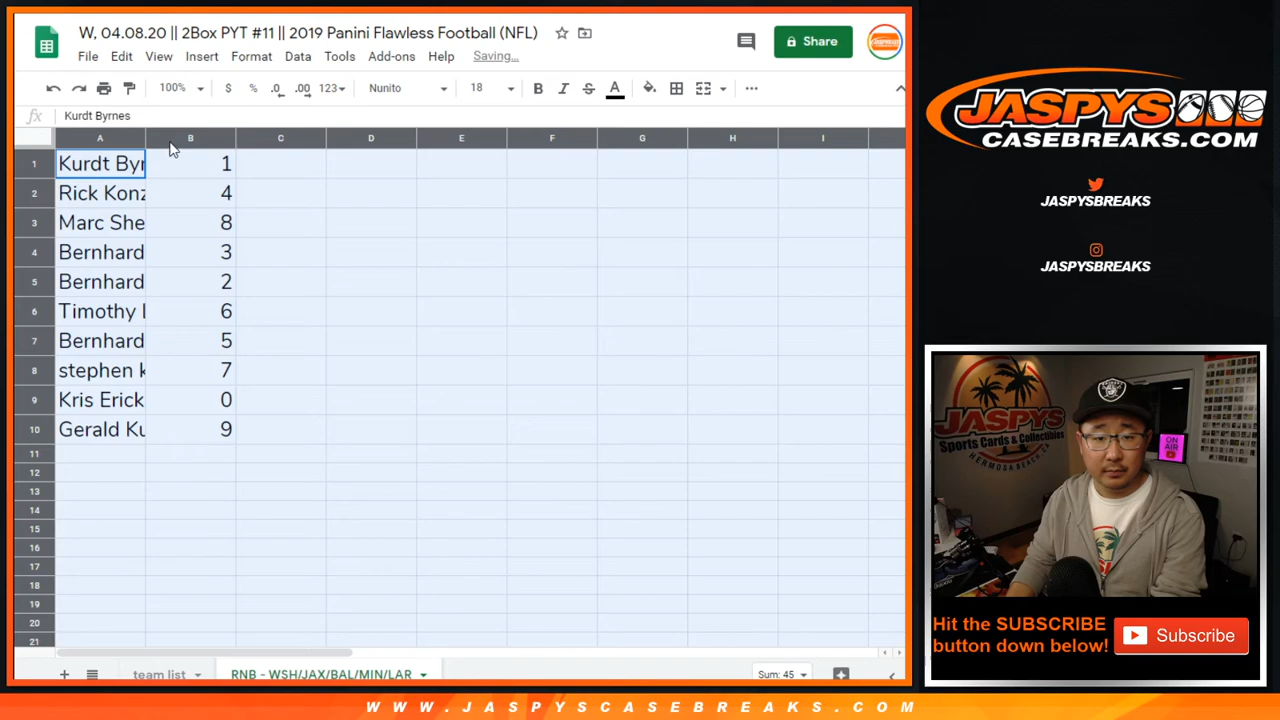 W, 04.08.20 || 2Box PYT #11 || 2019 Panini Flawless Football (NFL)
File Edit View Insert Format Data Tools Add-ons Help Saving...
Share
100% $ % .0 .00 123 Nunito 18 B I S A
fx Kurdt Byrnes
A B C D E F G H I
1 Kurdt Byr 1
2 Rick Konz 4
3 Marc She 8
4 Bernhard 3
5 Bernhard 2
6 Timothy 6
7 Bernhard 5
8 stephen k 7
9 Kris Erick 0
10 Gerald Ku 9
11
12
13
14
15
16
17
18
19
20
21
team list RNB - WSH/JAX/BAL/MIN/LAR Sum: 45
JASPYS
CASEBREAKS.COM
JASPYSBREAKS
JASPYSBREAKS
JASPYS
Sports Cards & Collectibles
HERMOSA BEACH, CA
ON
AIR
Hit the SUBSCRIBE
button down below!
Subscribe
WWW.JASPYSCASEBREAKS.COM